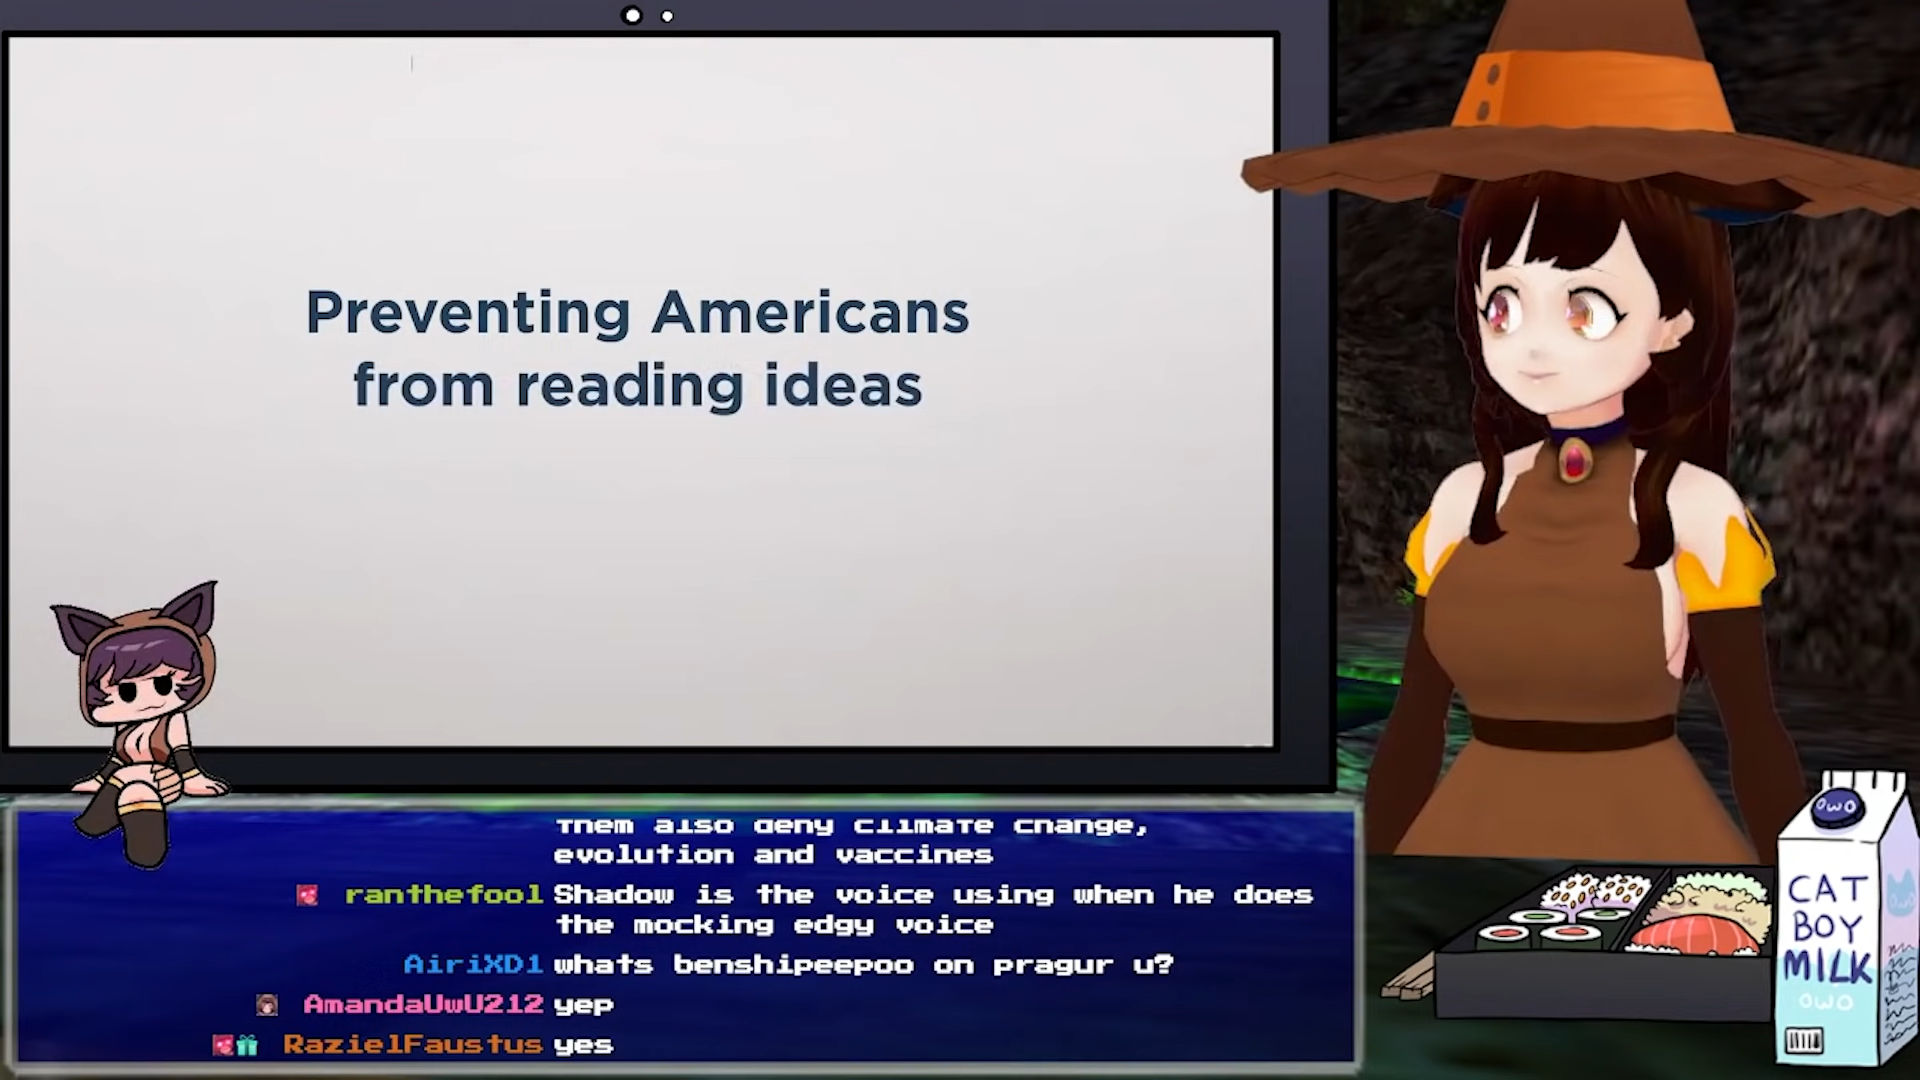 Preventing Americans
from reading ideas
them also deny climate change,
evolution and vaccines
ranthefool Shadow is the voice using when he does
the mocking edgy voice
AiriXD1 whats benshipeepoo on pragur u?
AmandaUwU212 yep
RazielFaustus yes
OwO
CAT
BOY
MILK
OwO